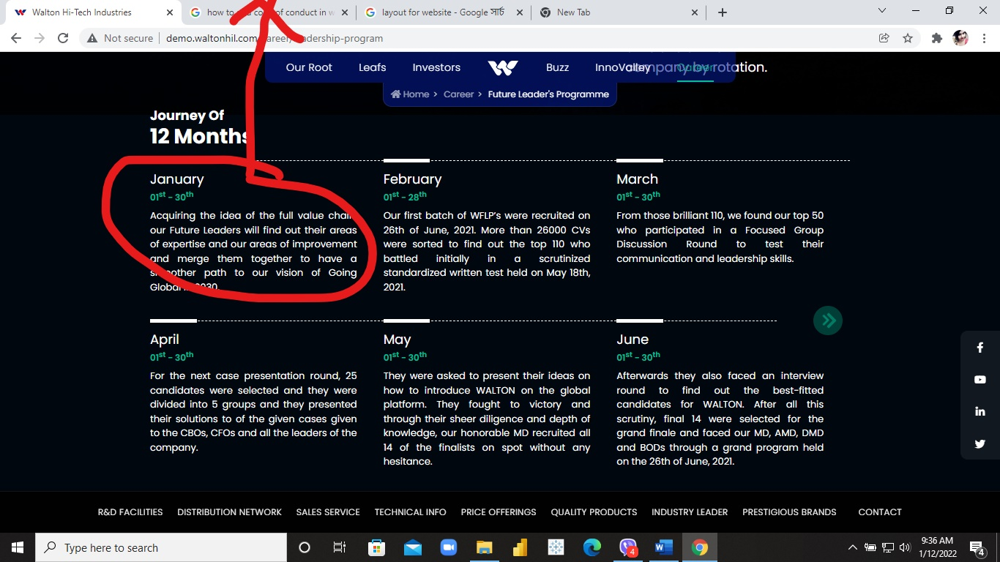 Walton Hi-Tech Industries
how to of conduct in w
layout for website - Google সার্চ
New Tab
Not secure
demo.waltonhil.com/career/leadership-program
company by rotation.
Our Root
Leafs
Investors
Buzz
InnoValley
Career
Home > Career > Future Leader's Programme
Journey Of
12 Months
January
01st - 30th
Acquiring the idea of the full value chain
our Future Leaders will find out their areas
of expertise and our areas of improvement
and merge them together to have a
smoother path to our vision of Going
Global 2030.
February
01st - 28th
Our first batch of WFLP's were recruited on
26th of June, 2021. More than 26000 CVs
were sorted to find out the top 110 who
battled initially in a scrutinized
standardized written test held on May 18th,
2021.
March
01st - 30th
From those brilliant 110, we found our top 50
who participated in a Focused Group
Discussion Round to test their
communication and leadership skills.
April
01st - 30th
For the next case presentation round, 25
candidates were selected and they were
divided into 5 groups and they presented
their solutions to of the given cases given
to the CBOs, CFOs and all the leaders of the
company.
May
01st - 30th
They were asked to present their ideas on
how to introduce WALTON on the global
platform. They fought to victory and
through their sheer diligence and depth of
knowledge, our honorable MD recruited all
14 of the finalists on spot without any
hesitance.
June
01st - 30th
Afterwards they also faced an interview
round to find out the best-fitted
candidates for WALTON. After all this
scrutiny, final 14 were selected for the
grand finale and faced our MD, AMD, DMD
and BODs through a grand program held
on the 26th of June, 2021.
R&D FACILITIES
DISTRIBUTION NETWORK
SALES SERVICE
TECHNICAL INFO
PRICE OFFERINGS
QUALITY PRODUCTS
INDUSTRY LEADER
PRESTIGIOUS BRANDS
CONTACT
Type here to search
4
9:36 AM
1/12/2022
4